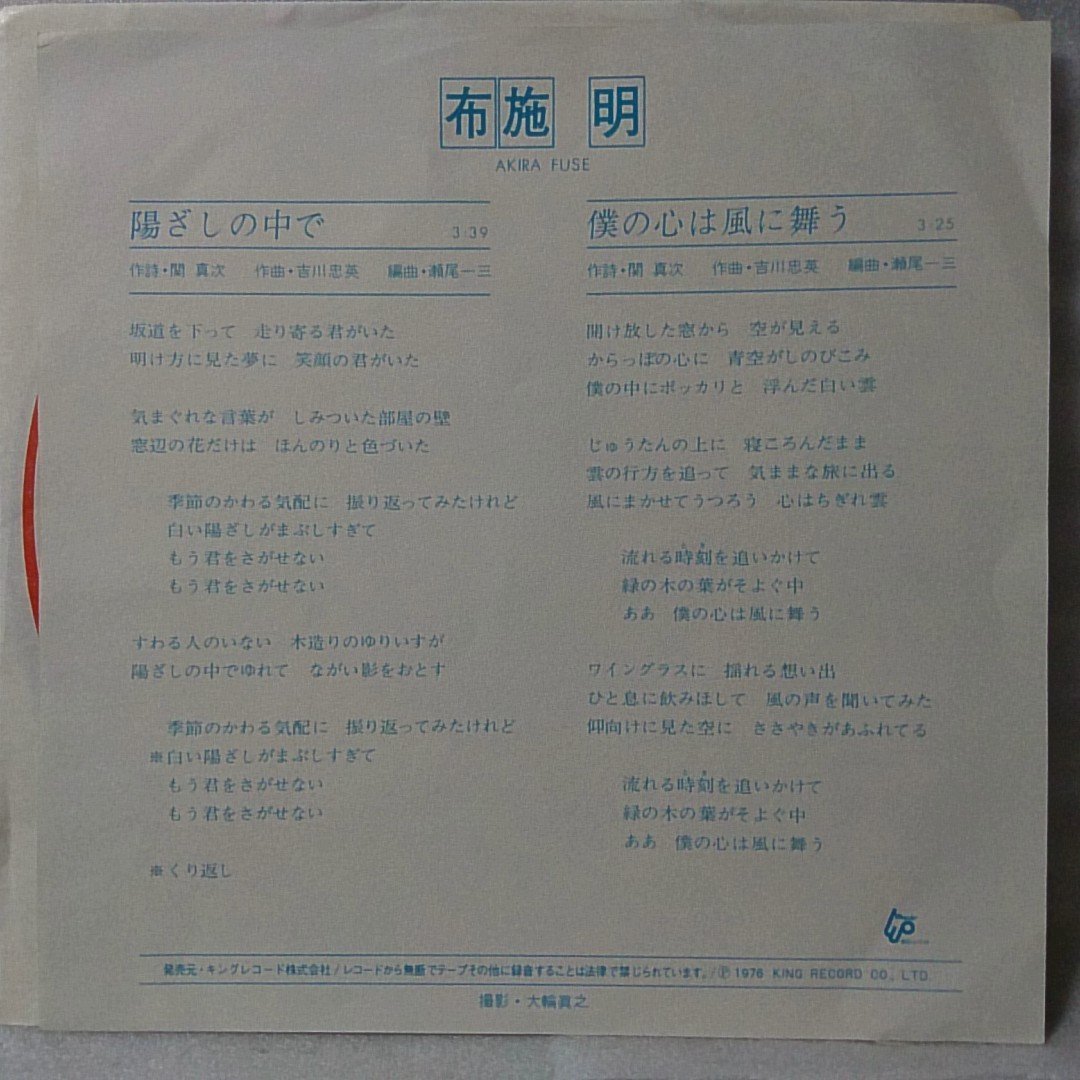 布施 明
AKIRA FUSE
陽ざしの中で 3:39
作詩・関 真次 作曲・吉川忠英 編曲・瀬尾一三
坂道を下って 走り寄る君がいた
明け方に見た夢に 笑顔の君がいた
気まぐれな言葉が しみついた部屋の壁
窓辺の花だけは ほんのりと色づいた
季節のかわる気配に 振り返ってみたけれど
白い陽ざしがまぶしすぎて
もう君をさがせない
もう君をさがせない
すわる人のいない 木造りのゆりいすが
陽ざしの中でゆれて ながい影をおとす
季節のかわる気配に 振り返ってみたけれど
※白い陽ざしがまぶしすぎて
もう君をさがせない
もう君をさがせない
※くり返し
僕の心は風に舞う 3:25
作詩・関 真次 作曲・吉川忠英 編曲・瀬尾一三
開け放した窓から 空が見える
からっぽの心に 青空がしのびこみ
僕の中にポッカリと 浮んだ白い雲
じゅうたんの上に 寝ころんだまま
雲の行方を追って 気ままな旅に出る
風にまかせてうつろう 心はちぎれ雲
流れる時刻を追いかけて
緑の木の葉がそよぐ中
ああ 僕の心は風に舞う
ワイングラスに 揺れる想い出
ひと息に飲みほして 風の声を聞いてみた
仰向けに見た空に ささやきがあふれてる
流れる時刻を追いかけて
緑の木の葉がそよぐ中
ああ 僕の心は風に舞う
発売元・キングレコード株式会社/レコードから無断でテープその他に録音することは法律で禁じられています。/Ⓟ1976 KING RECORD CO., LTD.
撮影・大輪眞之